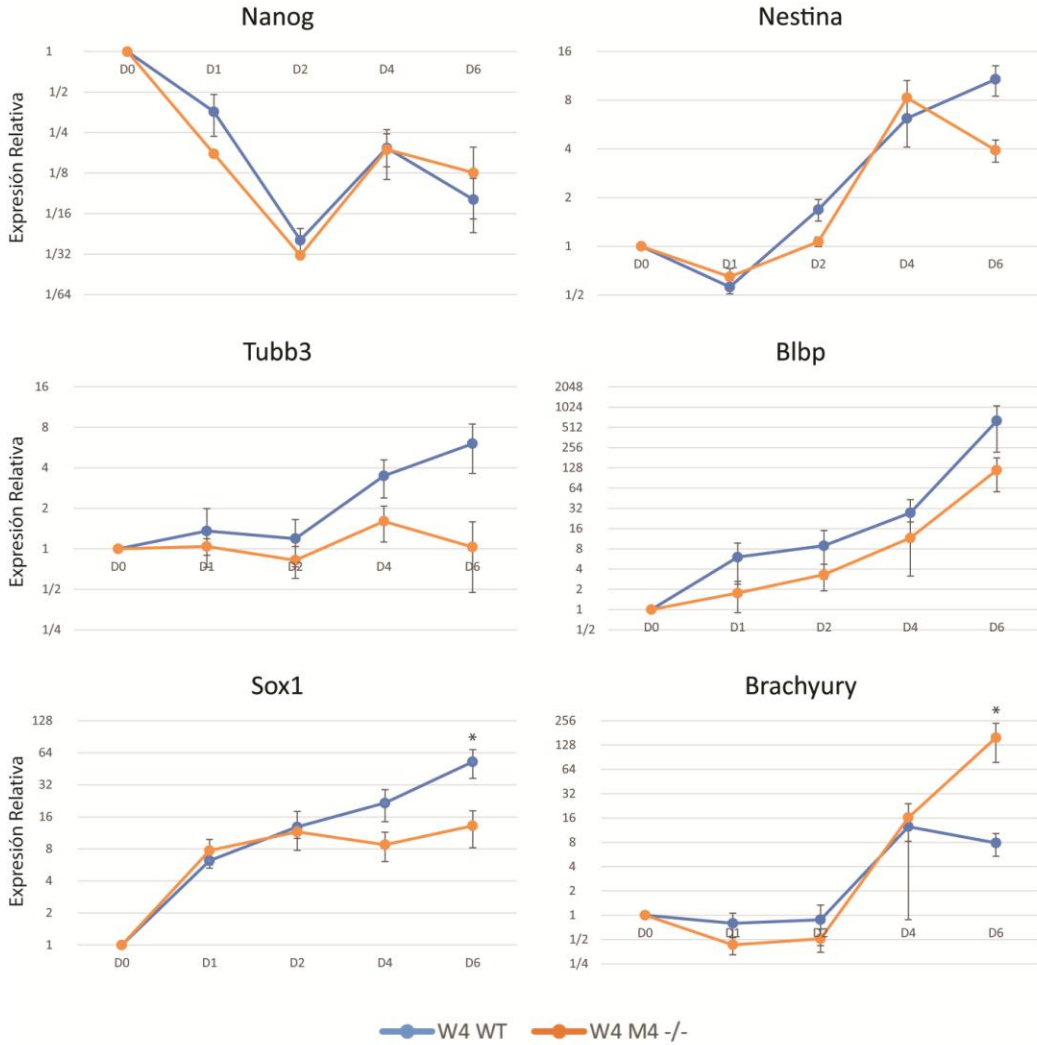 Nanog
Expresión Relativa
1
1/2
1/4
1/8
1/16
1/32
1/64
D0
D1
D2
D4
D6
Nestina
16
8
4
2
1
1/2
D0
D1
D2
D4
D6
Tubb3
Expresión Relativa
16
8
4
2
1
1/2
1/4
D0
D1
D2
D4
D6
Blbp
2048
1024
512
256
128
64
32
16
8
4
2
1
1/2
D0
D1
D2
D4
D6
Sox1
Expresión Relativa
128
64
32
16
8
4
2
1
*
D0
D1
D2
D4
D6
Brachyury
256
128
64
32
16
8
4
2
1
1/2
1/4
*
D0
D1
D2
D4
D6
W4 WT
W4 M4 -/-